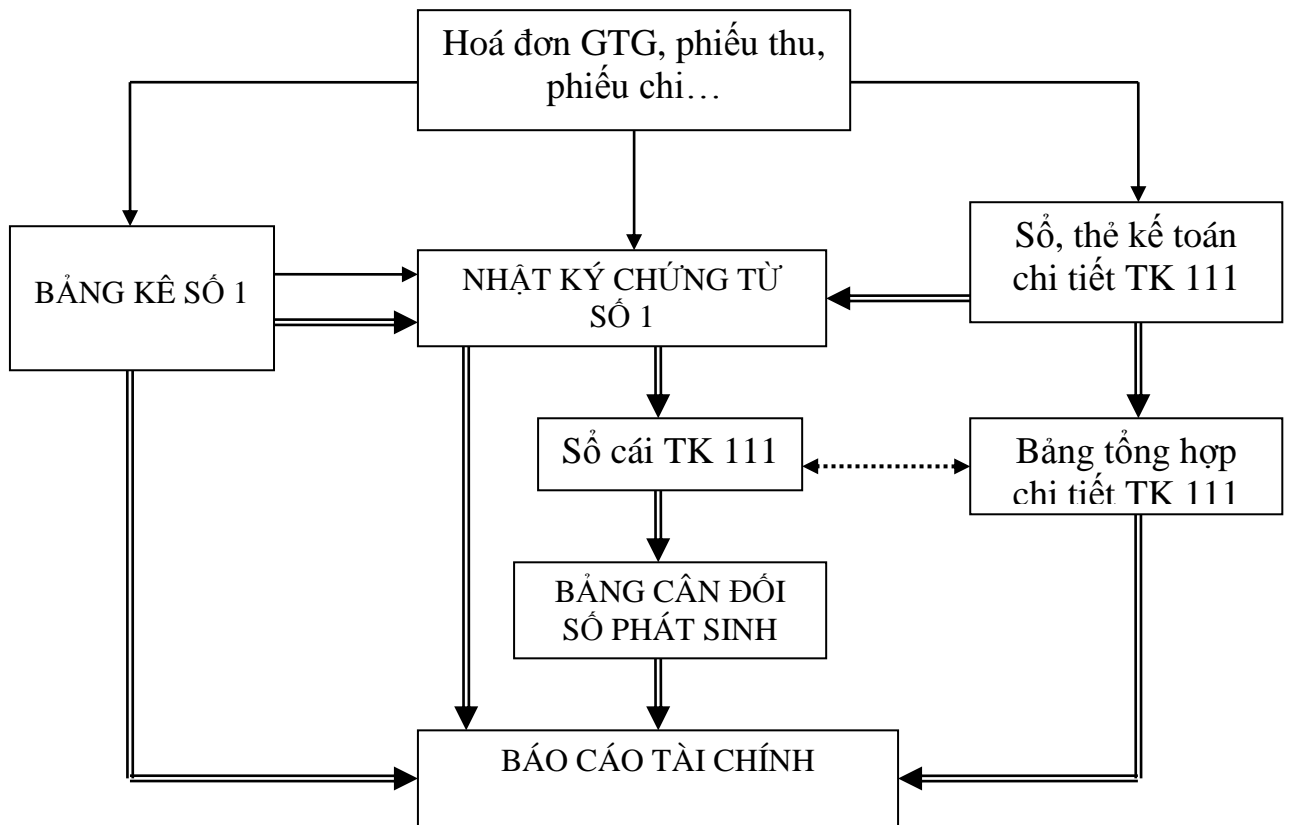 Hoá đơn GTG, phiếu thu,
phiếu chi…
BẢNG KÊ SỐ 1
NHẬT KÝ CHỨNG TỪ
SỐ 1
Sổ, thẻ kế toán
chi tiết TK 111
Sổ cái TK 111
Bảng tổng hợp
chi tiết TK 111
BẢNG CÂN ĐỐI
SỐ PHÁT SINH
BÁO CÁO TÀI CHÍNH